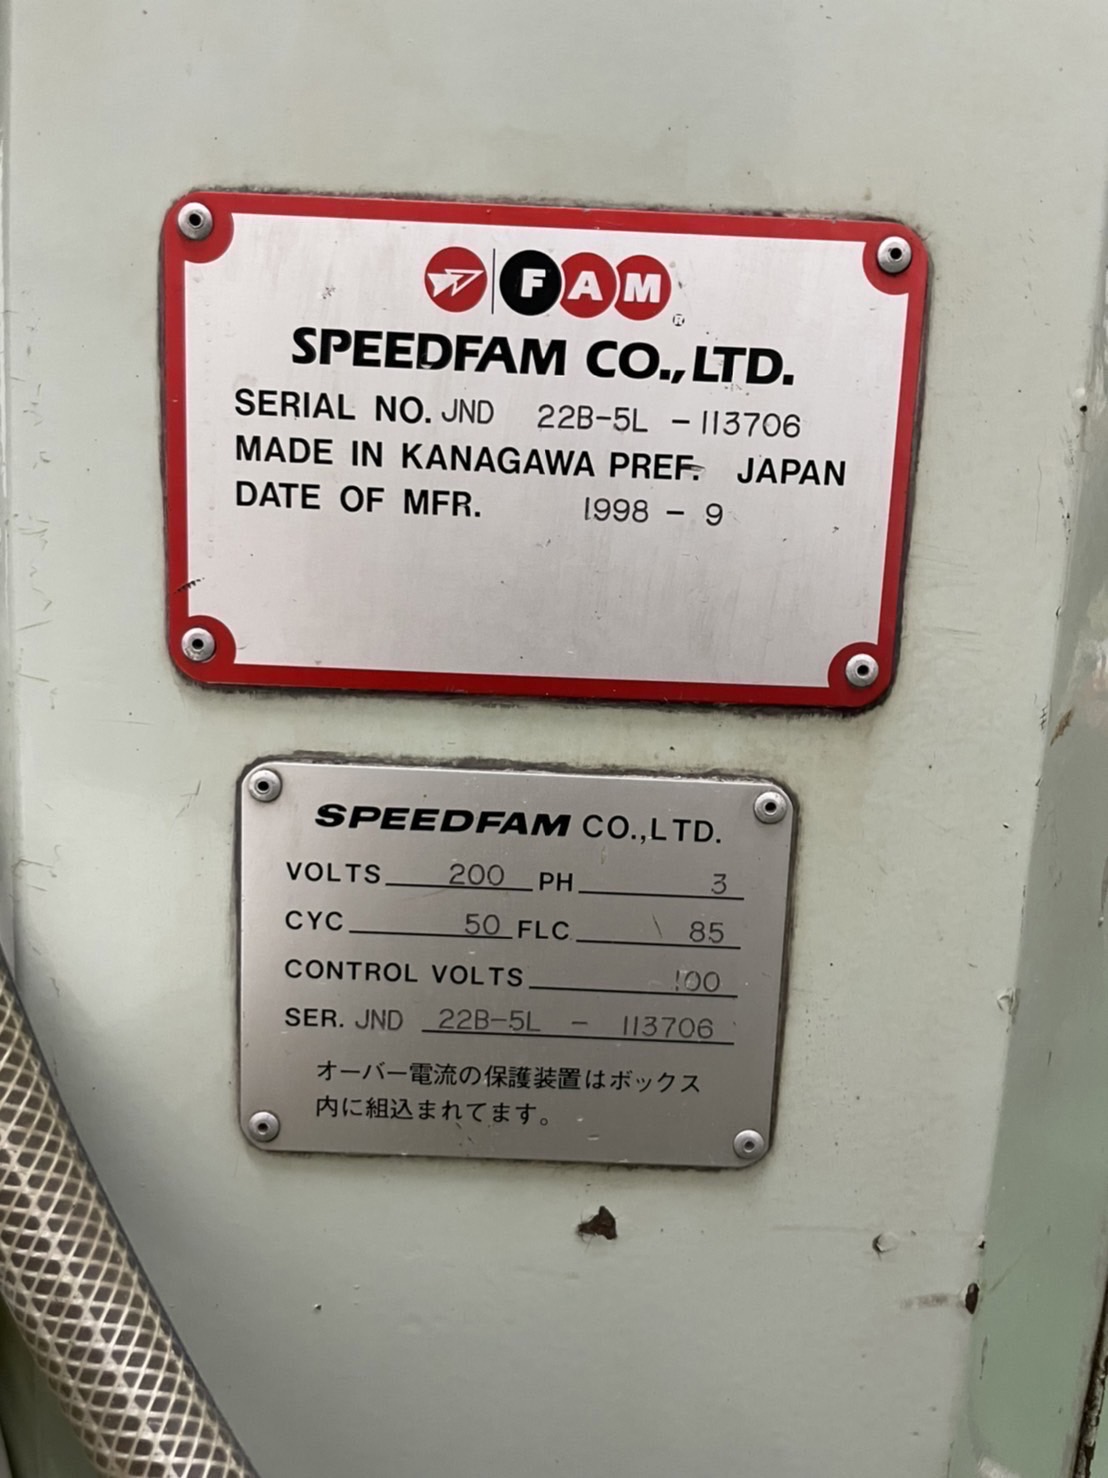 FAM®
SPEEDFAM CO.,LTD.
SERIAL NO. JND 22B-5L - 113706
MADE IN KANAGAWA PREF. JAPAN
DATE OF MFR. 1998 - 9
SPEEDFAM CO.,LTD.
VOLTS 200 PH 3
CYC 50 FLC 85
CONTROL VOLTS 100
SER. JND 22B-5L - 113706
オーバー電流の保護装置はボックス
内に組込まれてます。